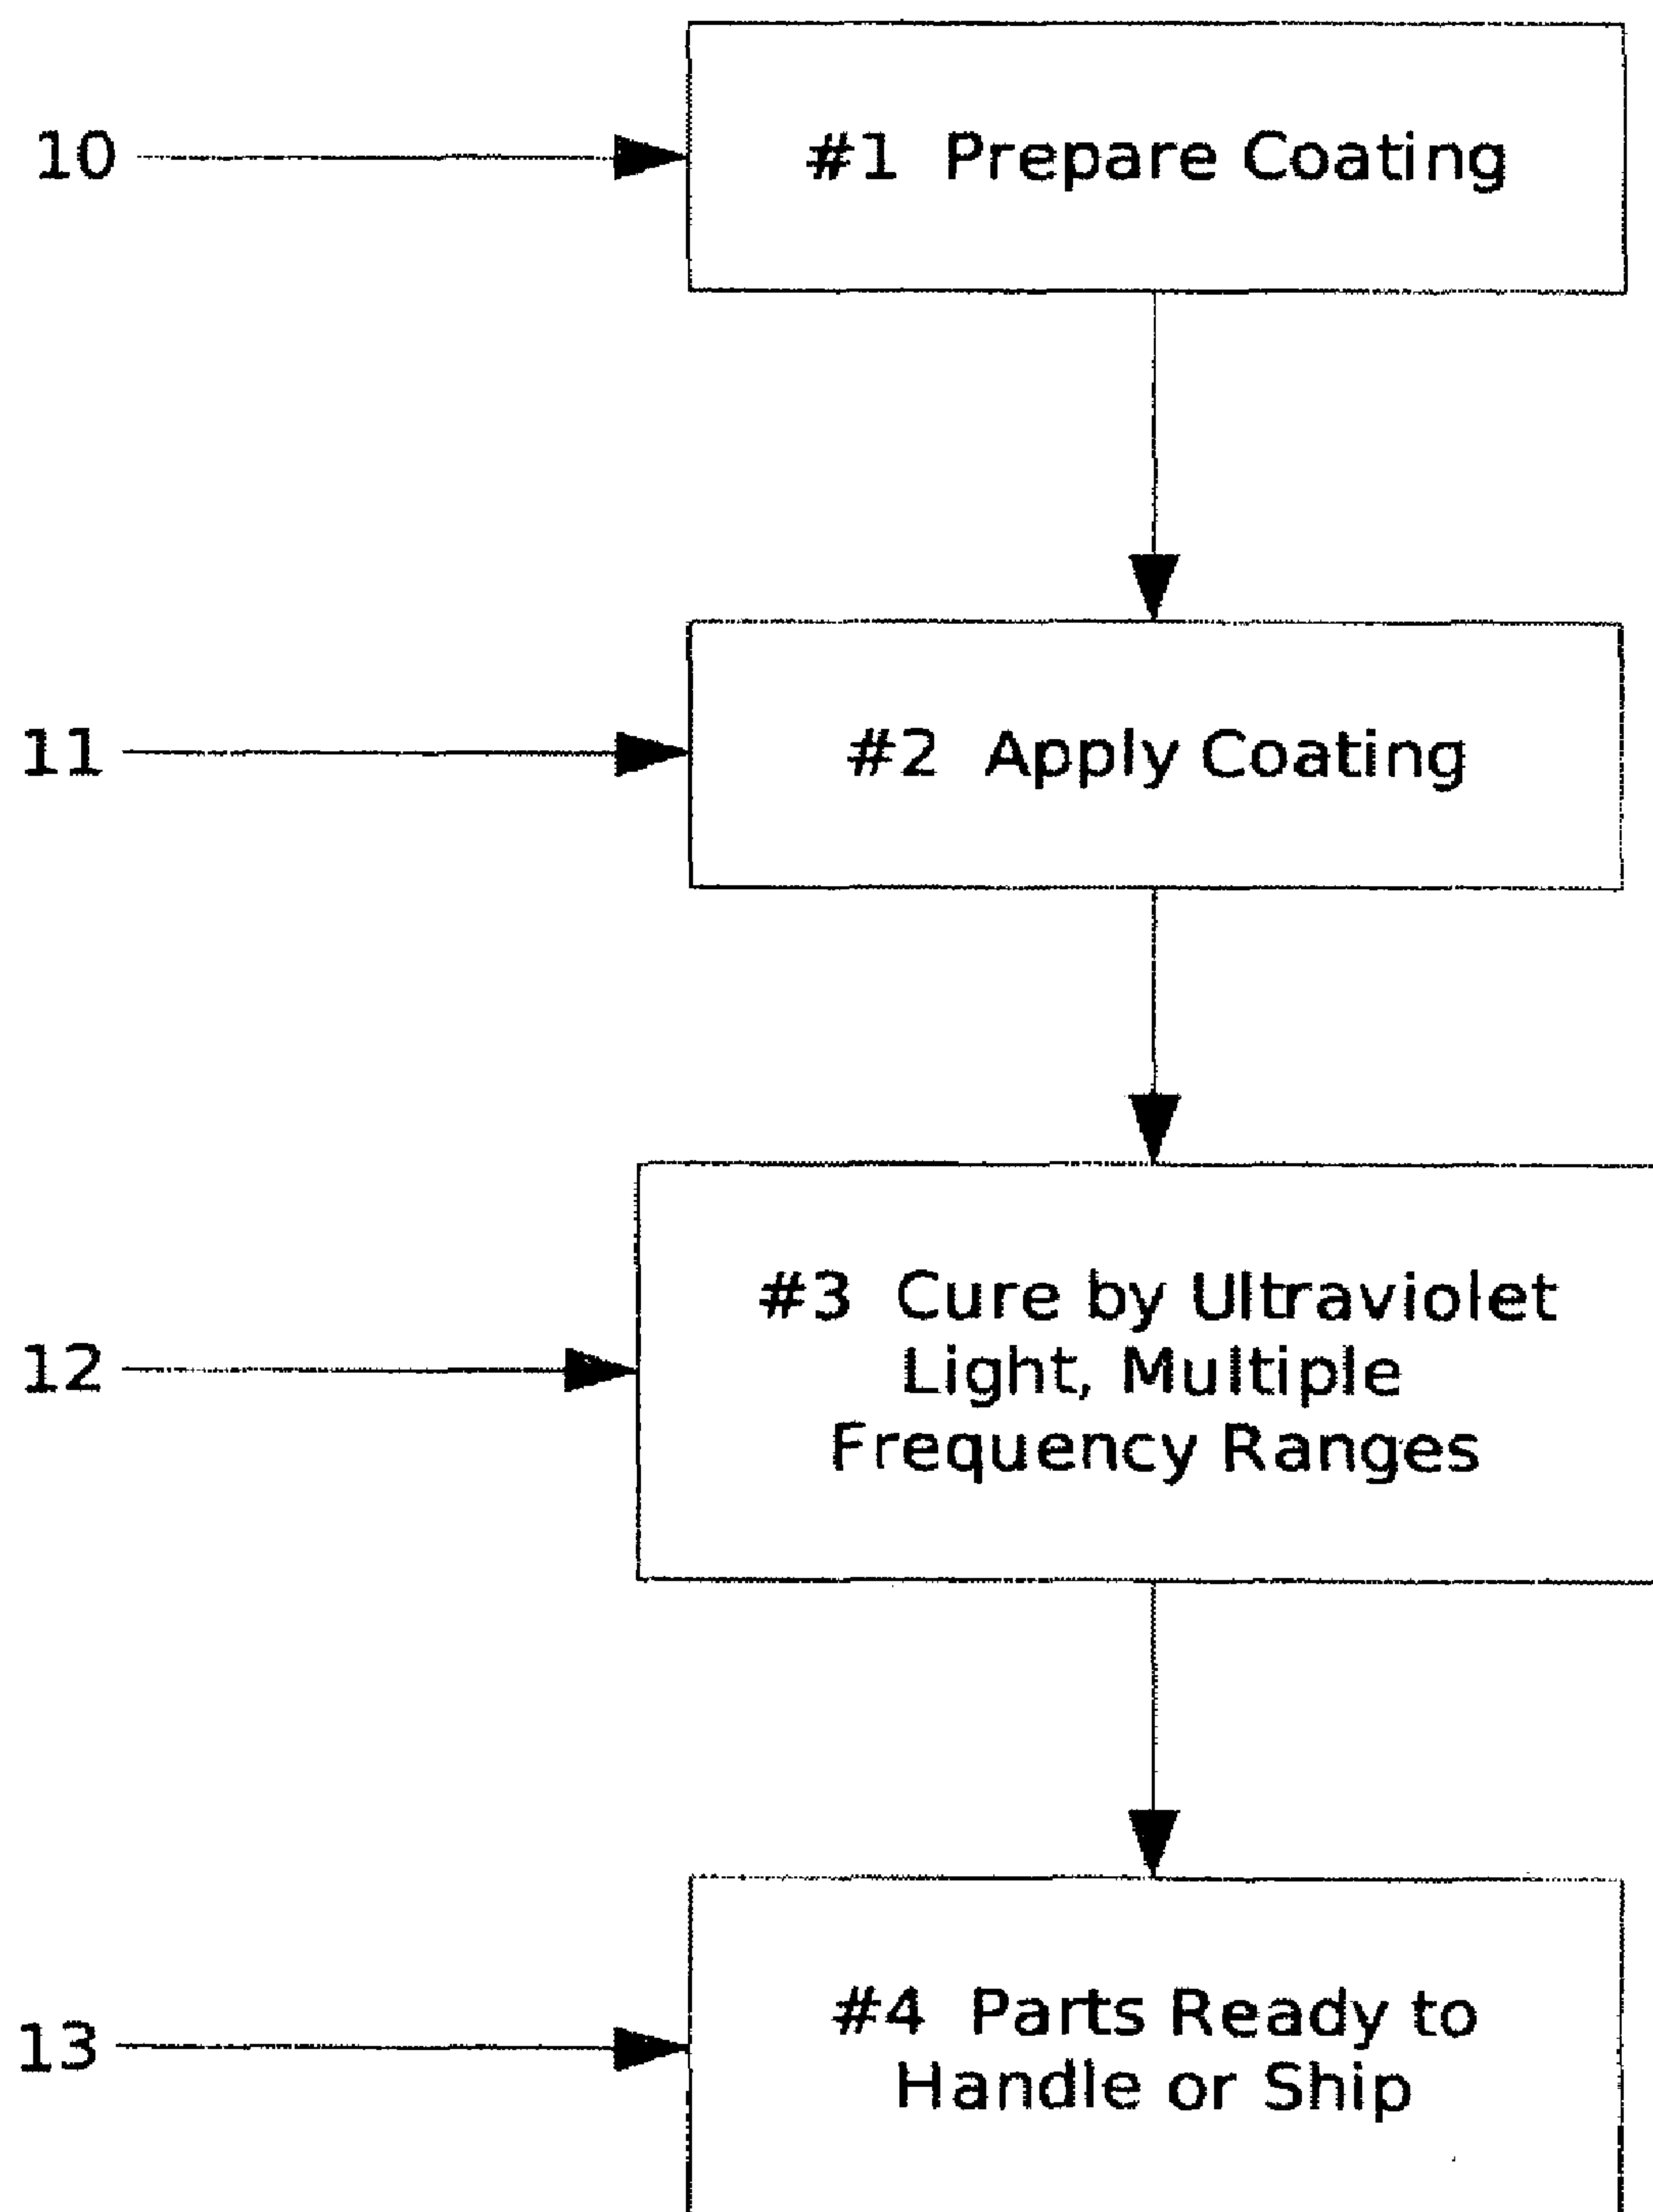 10
#1 Prepare Coating
11
#2 Apply Coating
12
#3 Cure by Ultraviolet
Light, Multiple
Frequency Ranges
13
#4 Parts Ready to
Handle or Ship